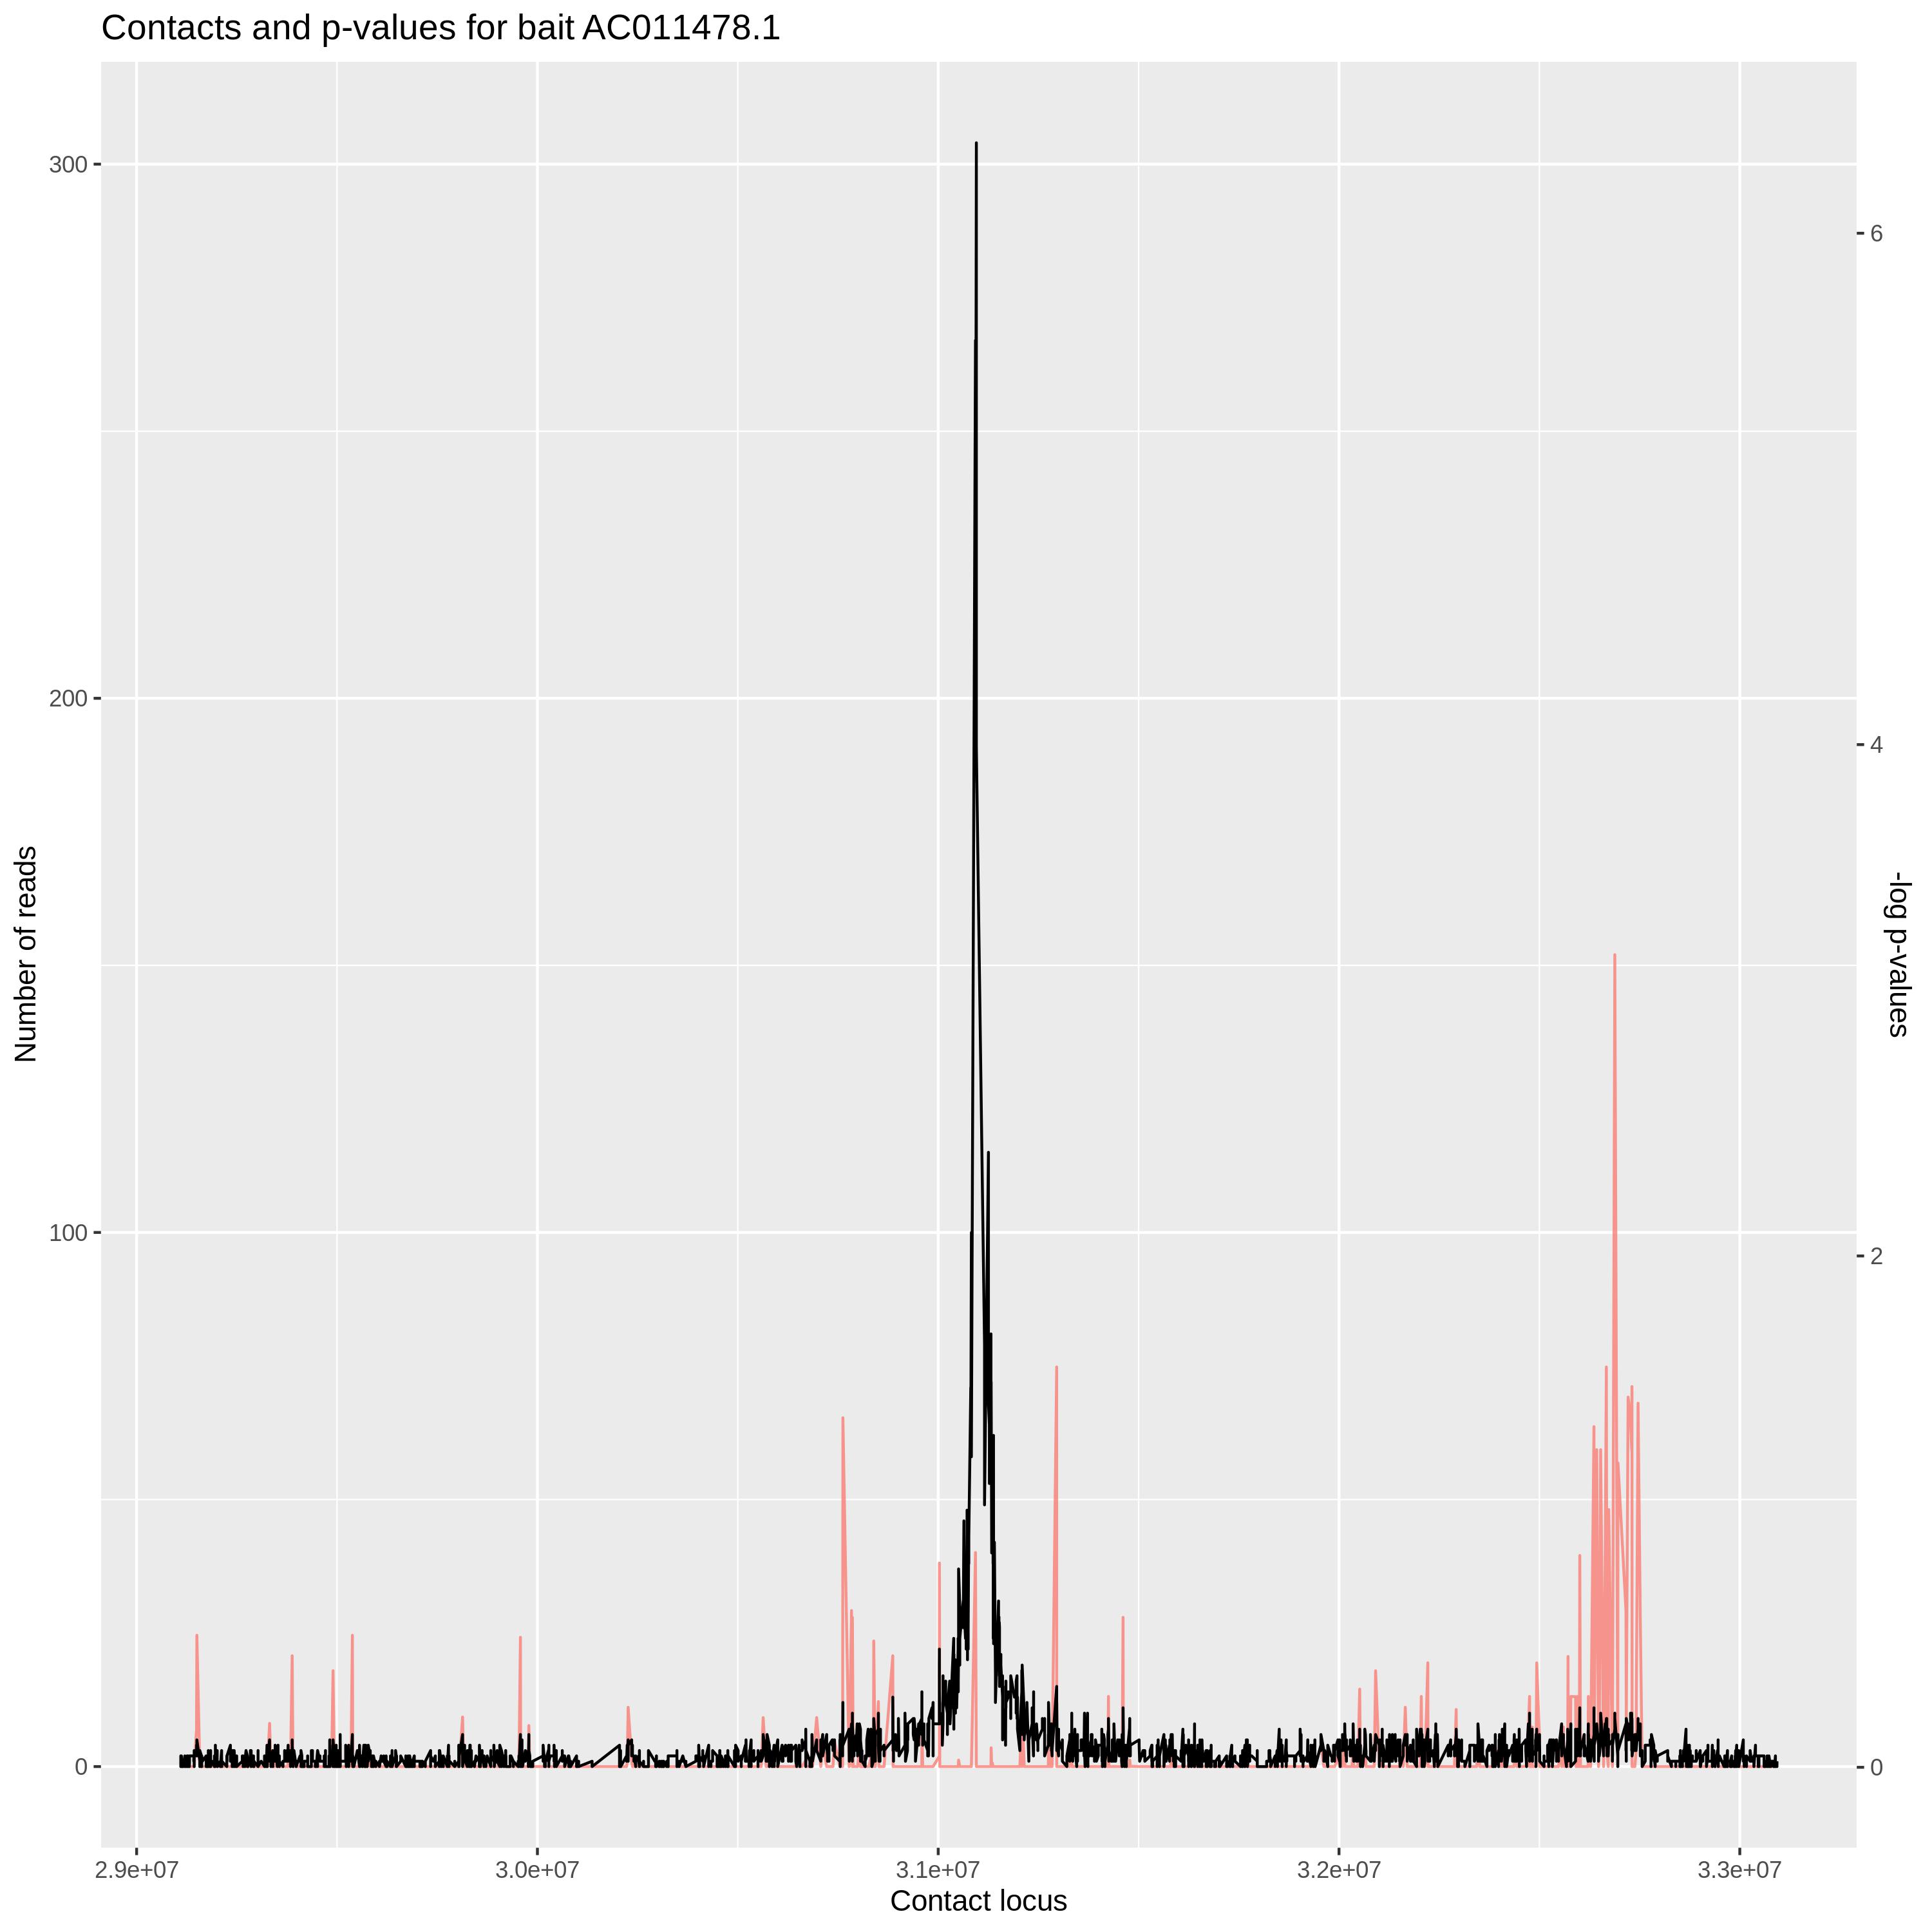 Contacts and p-values for bait AC011478.1
300
200
100
0
Number of reads
6
4
2
0
-log p-values
2.9e+07
3.0e+07
3.1e+07
3.2e+07
3.3e+07
Contact locus